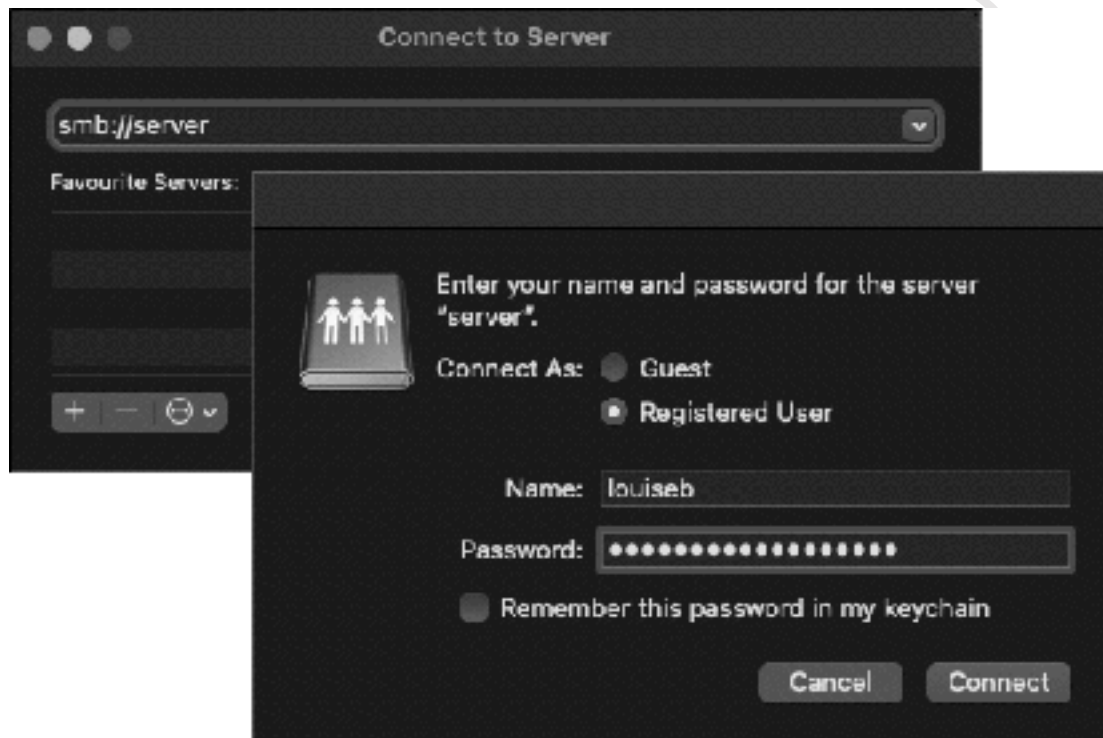 Connect to Server
smb://server
Favourite Servers:
Enter your name and password for the server
"server".
Connect As: Guest
Registered User
Name: louiseb
Password: ••••••••••••••••••
Remember this password in my keychain
Cancel Connect